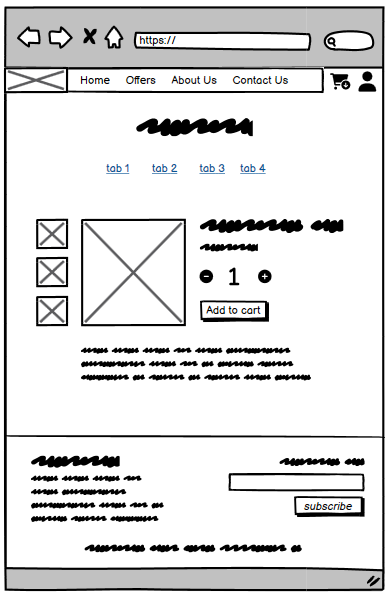 https://
Home Offers About Us Contact Us
tab 1 tab 2 tab 3 tab 4
1
Add to cart
subscribe